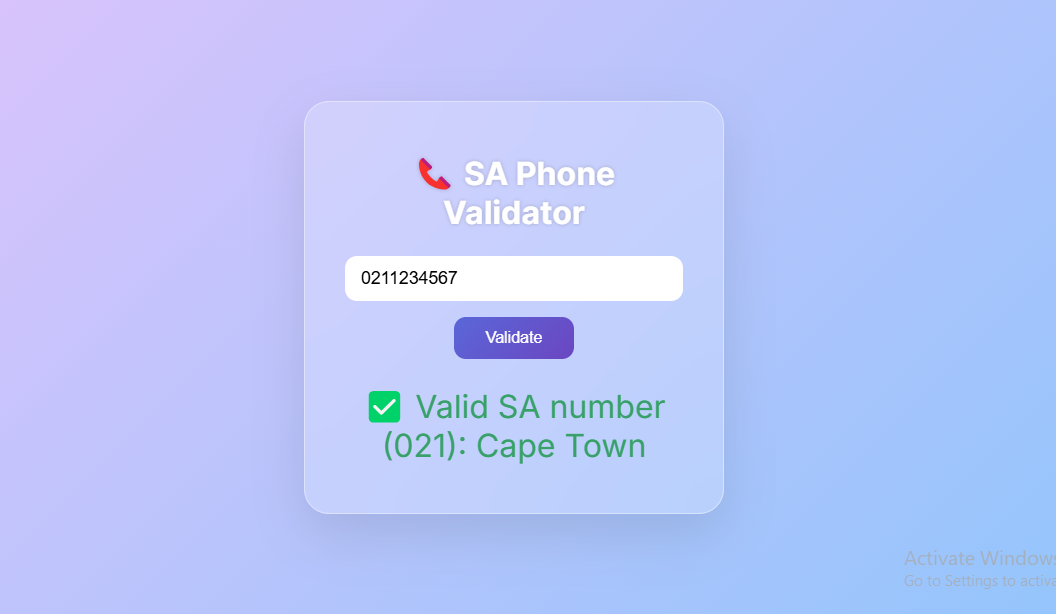 📞 SA Phone
Validator
0211234567
Validate
✅ Valid SA number
(021): Cape Town
Activate Windows
Go to Settings to activa